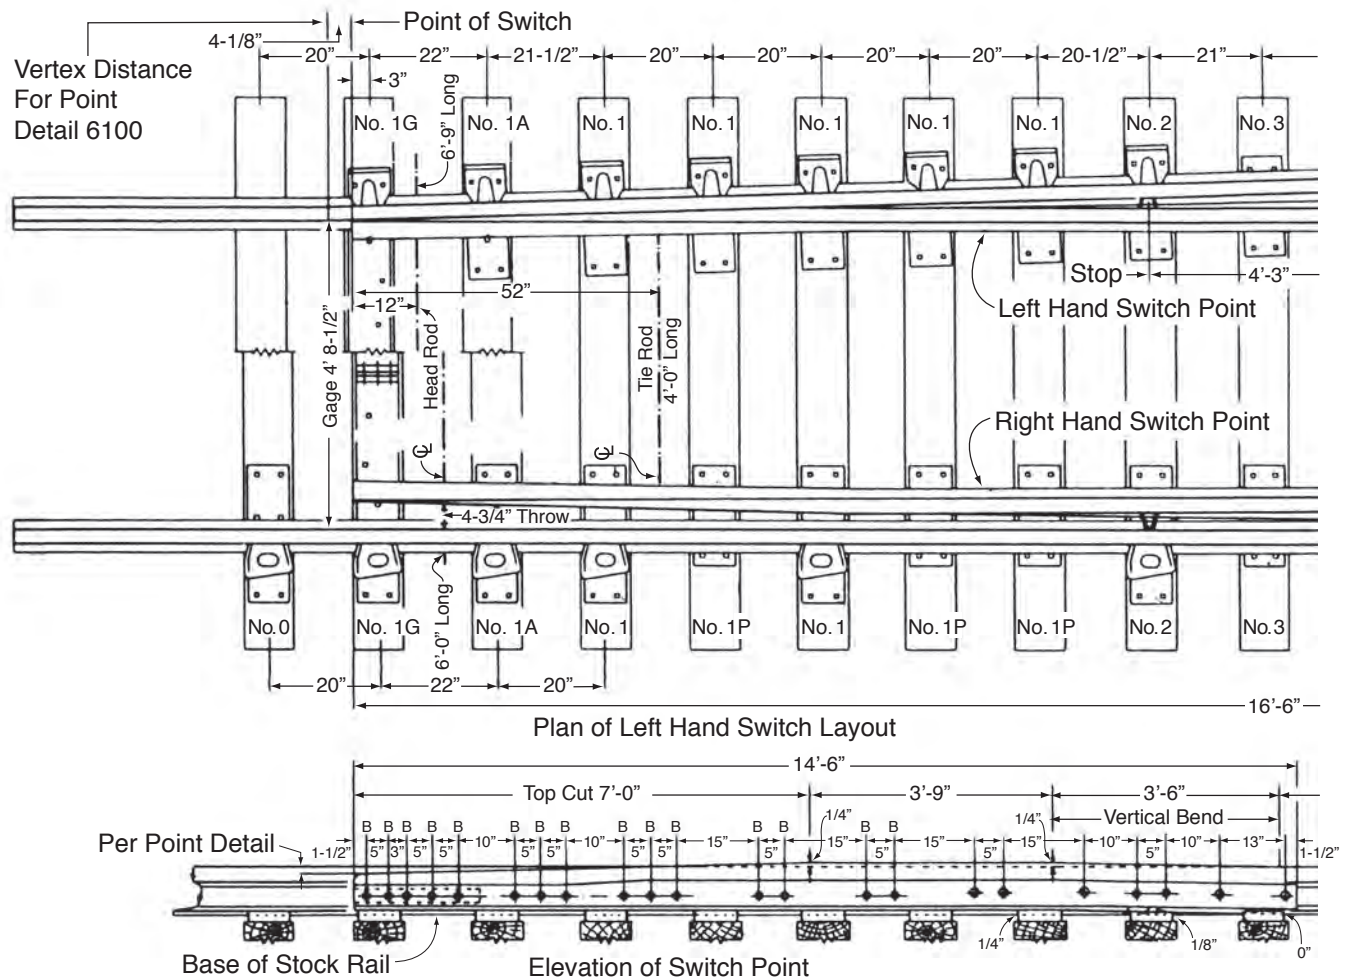 Point of Switch
4-1/8"
Vertex Distance
For Point
Detail 6100
20" 22" 21-1/2" 20" 20" 20" 20" 20-1/2" 21"
3"
6'-9" Long
No. 1G No. 1A No. 1 No. 1 No. 1 No. 1 No. 1 No. 2 No. 3
Stop 4'-3"
52"
12"
Left Hand Switch Point
Gage 4' 8-1/2"
Head Rod
Tie Rod
4'-0" Long
Right Hand Switch Point
℄ ℄
4-3/4" Throw
6'-0" Long
No.0 No. 1G No. 1A No. 1 No. 1P No. 1 No. 1P No. 1P No. 2 No.3
20" 22" 20"
16'-6"
Plan of Left Hand Switch Layout
14'-6"
Top Cut 7'-0" 3'-9" 3'-6"
1/4" 1/4" Vertical Bend
B B B B B B B B B B B B B B B
Per Point Detail
1-1/2" 5" 3" 5" 5" 10" 5" 5" 10" 5" 5" 15" 5" 15" 5" 15" 5" 15" 10" 5" 10" 13" 1-1/2"
1/4" 1/8" 0"
Base of Stock Rail
Elevation of Switch Point